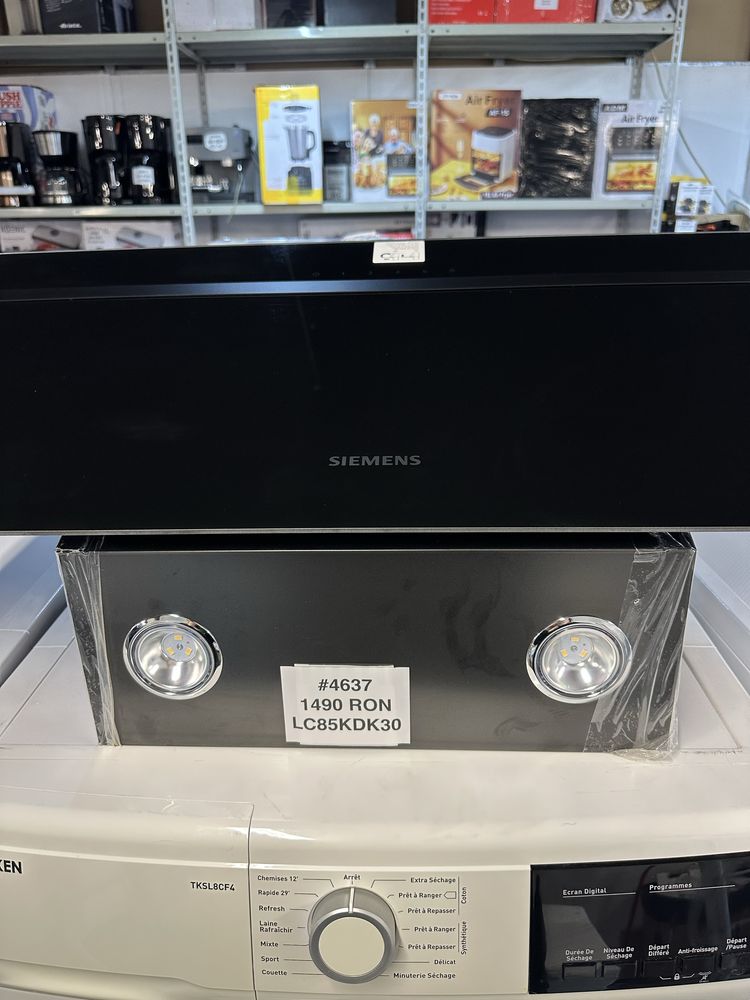 Air Fryer
Air Fryer
SIEMENS
#4637
1490 RON
LC85KDK30
KEN
TKSL8CF4
Chemises 12'
Rapide 29'
Refresh
Laine
Rafraîchir
Mixte
Sport
Couette
Arrêt
Extra Séchage
Prêt à Ranger
Prêt à Repasser
Coton
Prêt à Ranger
Prêt à Repasser
Synthétique
Délicat
Minuterie Séchage
Ecran Digital
Programmes
Durée De
Séchage
Niveau De
Séchage
Départ
Différé
Anti-froissage
Départ
/Pause